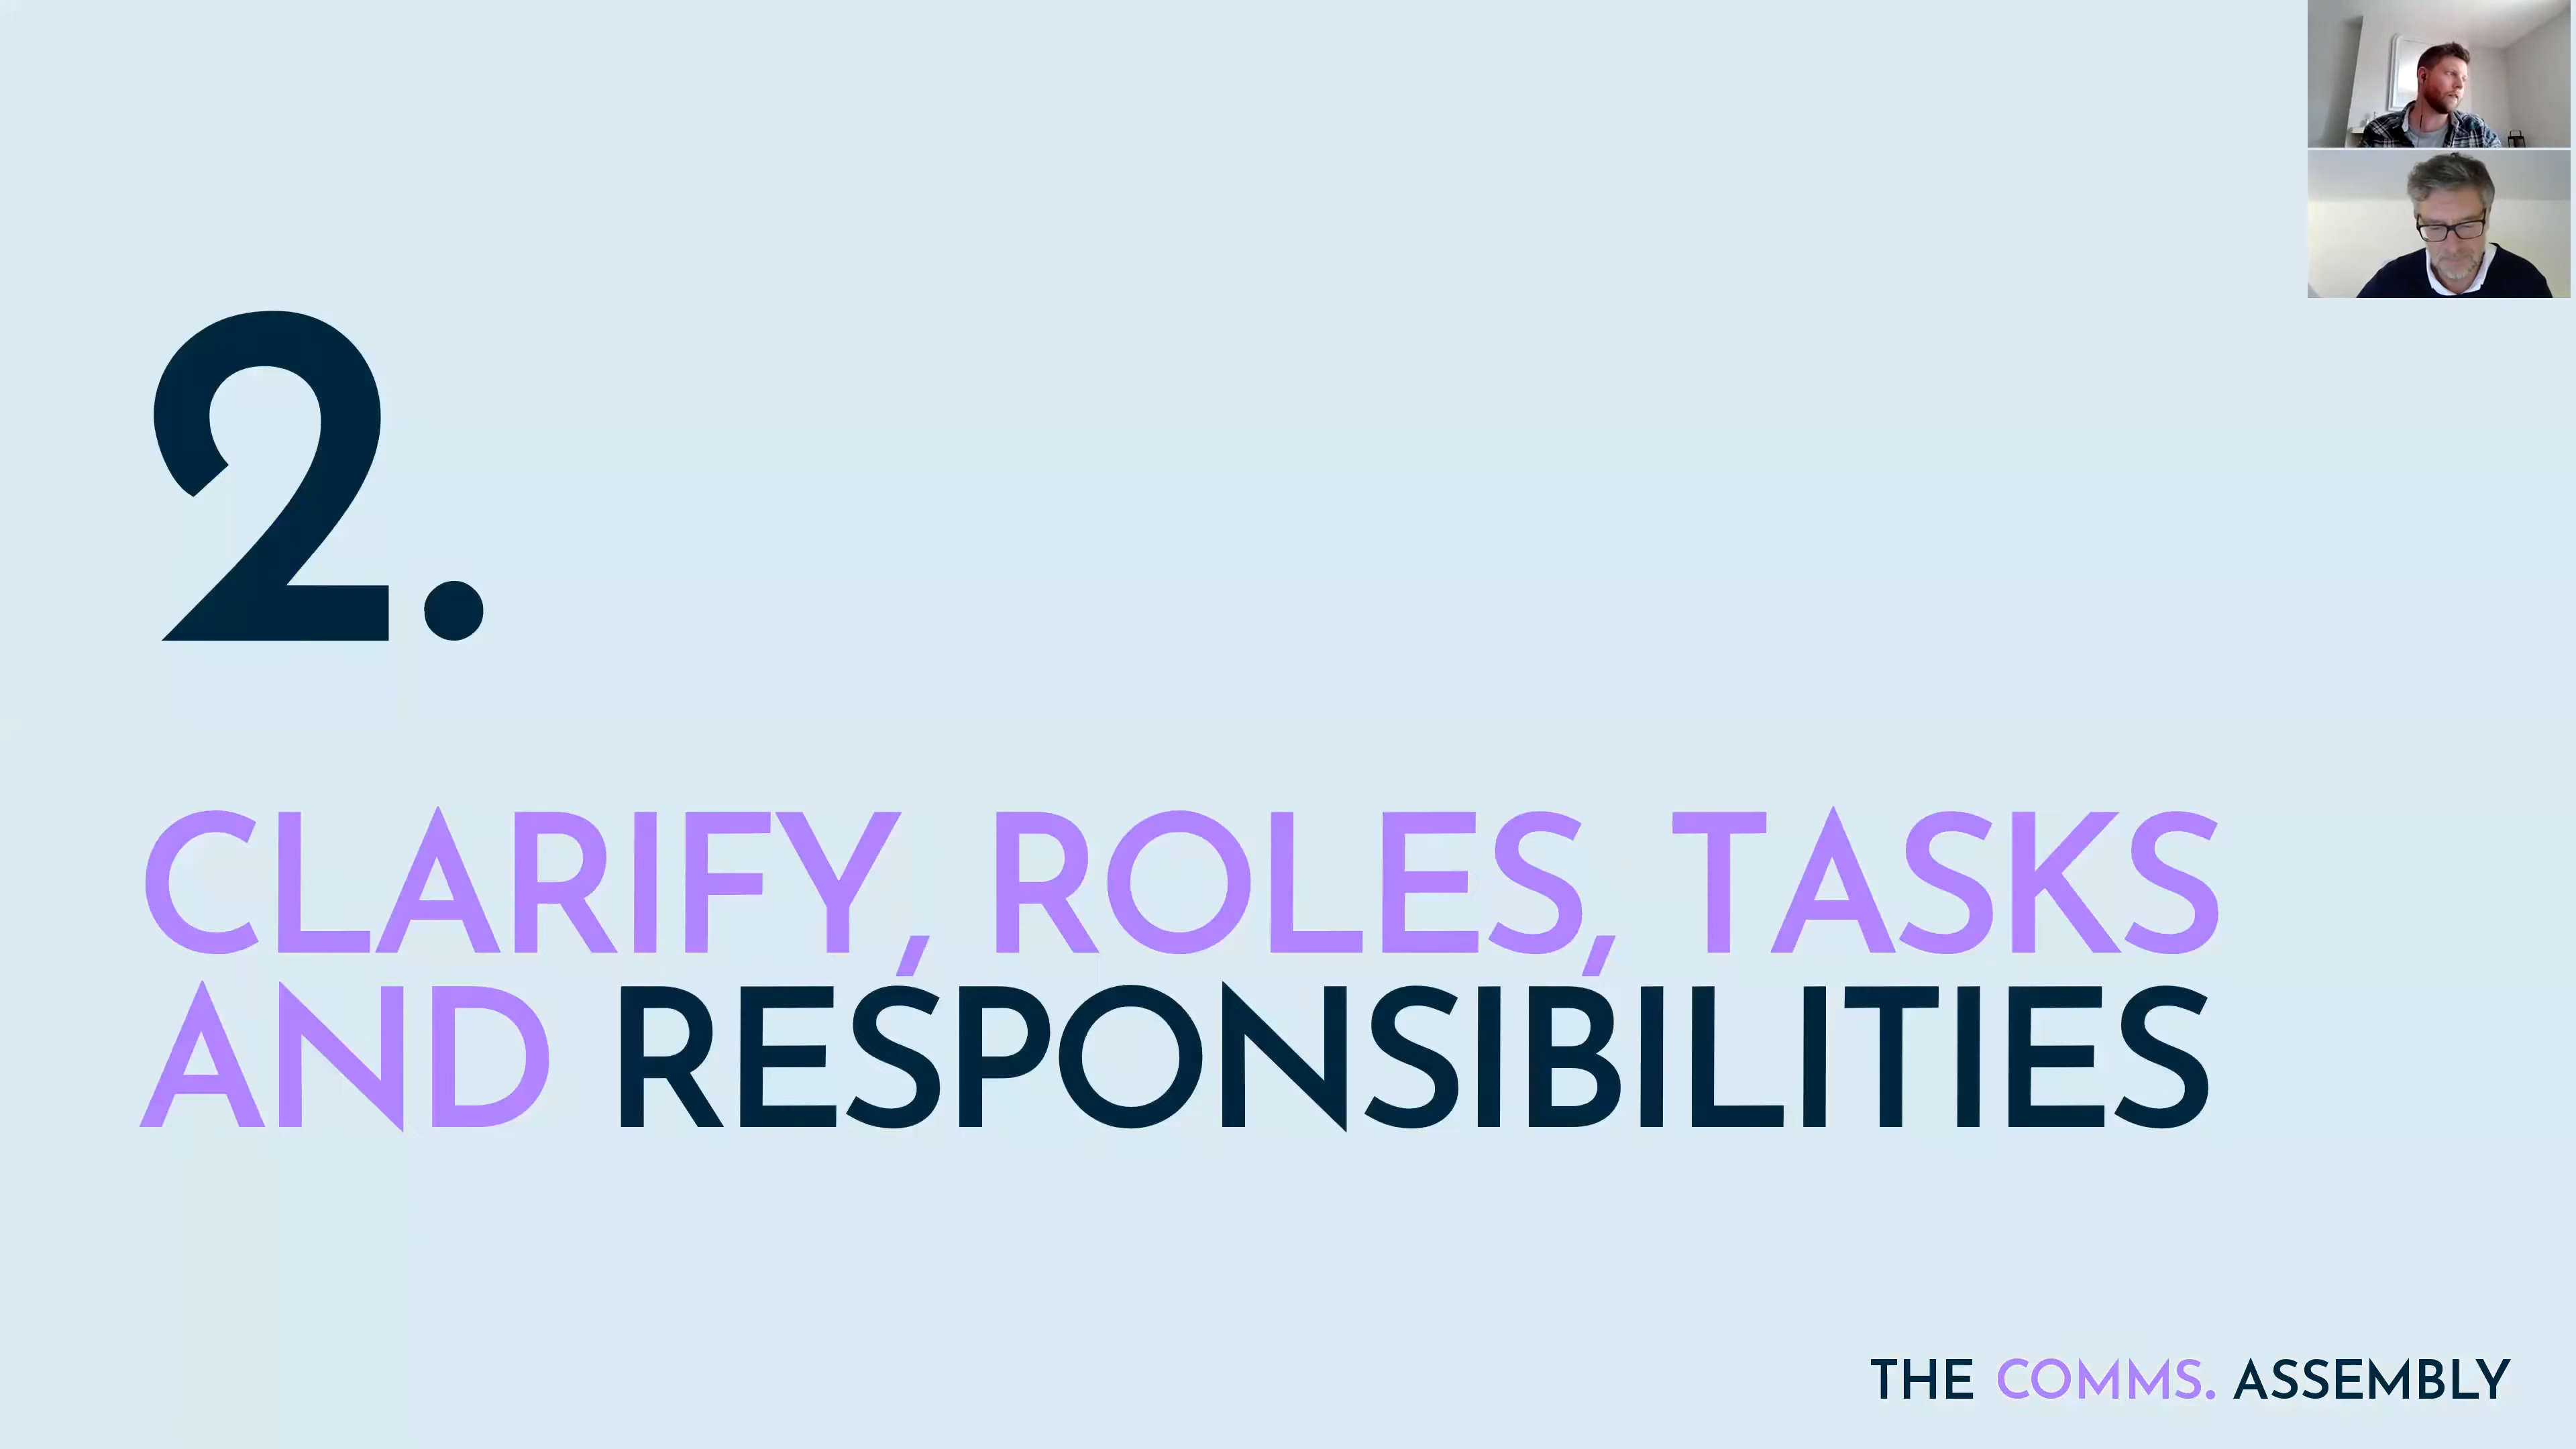 2.
CLARIFY, ROLES, TASKS
AND RESPONSIBILITIES
THE COMMS. ASSEMBLY